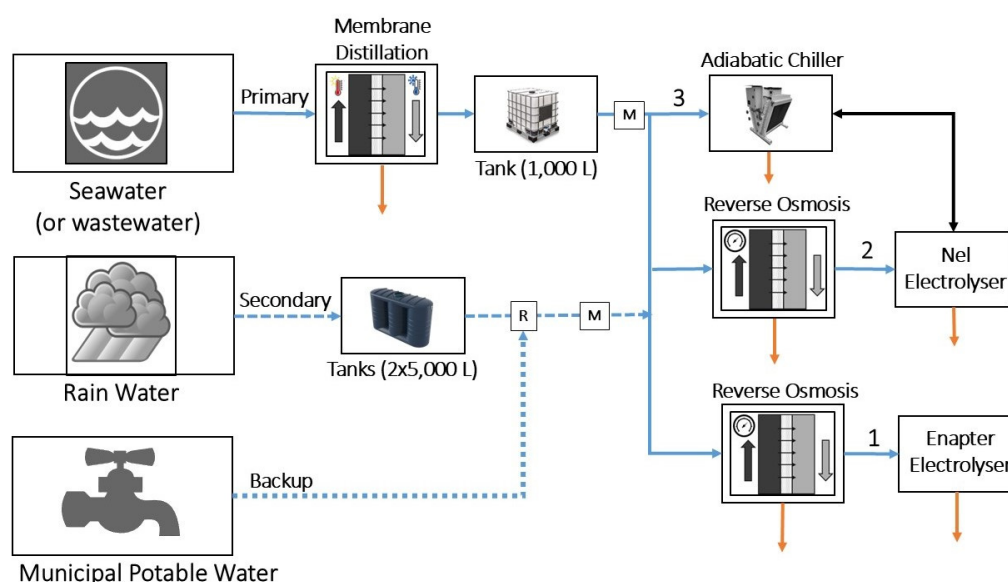 Membrane
Distillation
Primary
Seawater
(or wastewater)
Tank (1,000 L)
M
3
Adiabatic Chiller
Reverse Osmosis
2
Nel
Electrolyser
Secondary
Rain Water
Tanks (2x5,000 L)
R
M
Reverse Osmosis
1
Enapter
Electrolyser
Backup
Municipal Potable Water